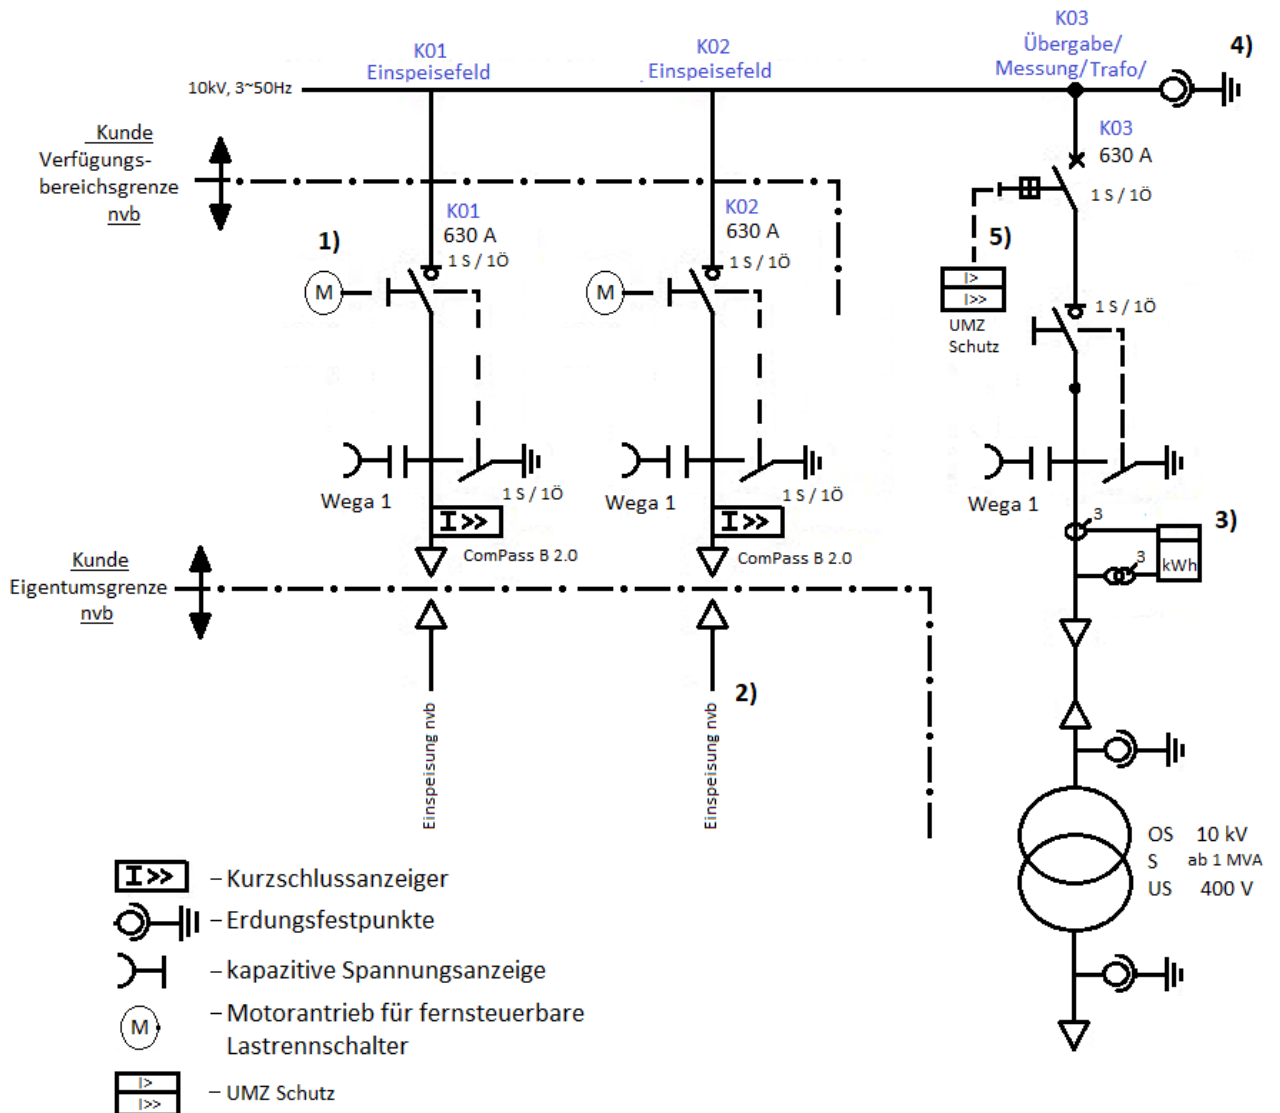 K01
Einspeisefeld
K02
Einspeisefeld
K03
Übergabe/
Messung/Trafo/
4)
10kV, 3~50Hz
Kunde
Verfügungs-
bereichsgrenze
nvb
K03
630 A
1 S / 1Ö
1)
K01
630 A
1 S / 1Ö
M
K02
630 A
1 S / 1Ö
M
5)
I>
I>>
UMZ
Schutz
1 S / 1Ö
Wega 1
1 S / 1Ö
Wega 1
1 S / 1Ö
Wega 1
I >>
ComPass B 2.0
I >>
ComPass B 2.0
3
3
kWh
3)
Kunde
Eigentumsgrenze
nvb
2)
Einspeisung nvb
Einspeisung nvb
OS 10 kV
S ab 1 MVA
US 400 V
I >> – Kurzschlussanzeiger
– Erdungsfestpunkte
– kapazitive Spannungsanzeige
M – Motorantrieb für fernsteuerbare
Lastrennschalter
I>
I>>
– UMZ Schutz